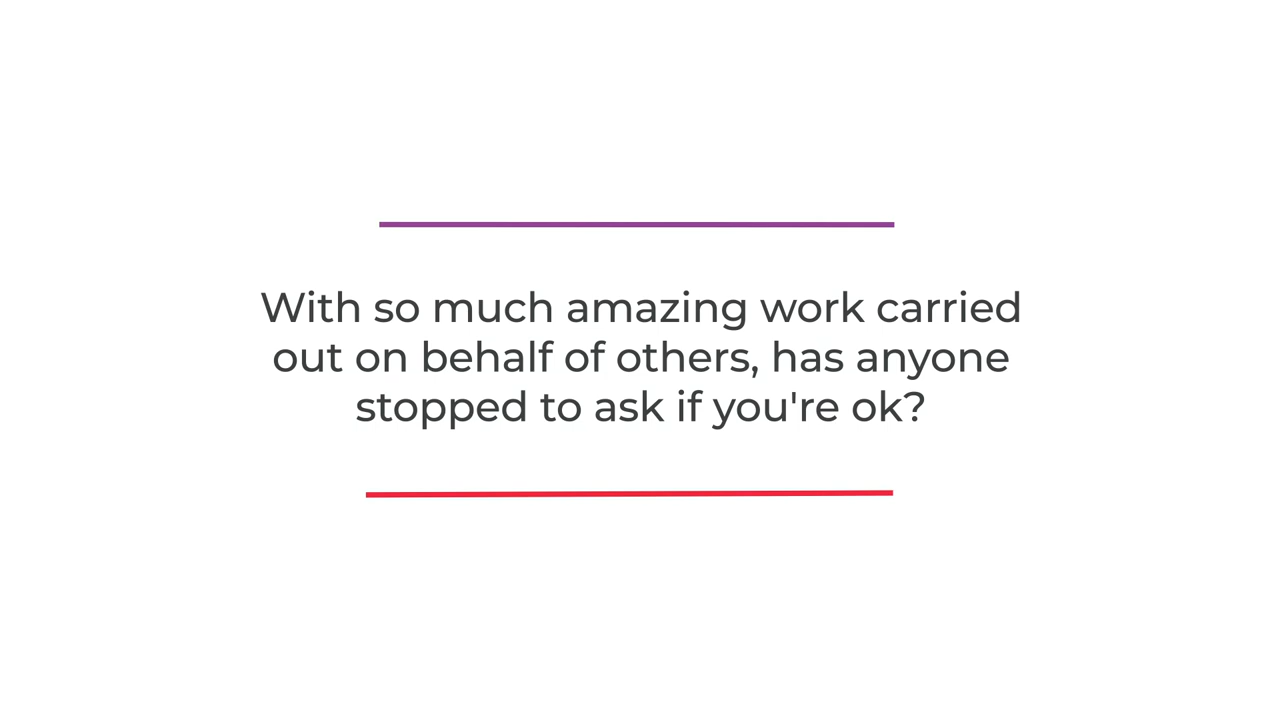 With so much amazing work carried
out on behalf of others, has anyone
stopped to ask if you're ok?